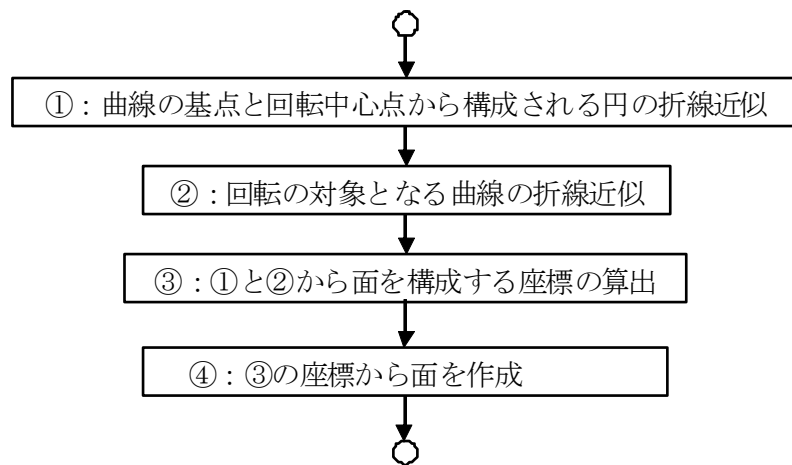 ①：曲線の基点と回転中心点から構成される円の折線近似
②：回転の対象となる曲線の折線近似
③：①と②から面を構成する座標の算出
④：③の座標から面を作成